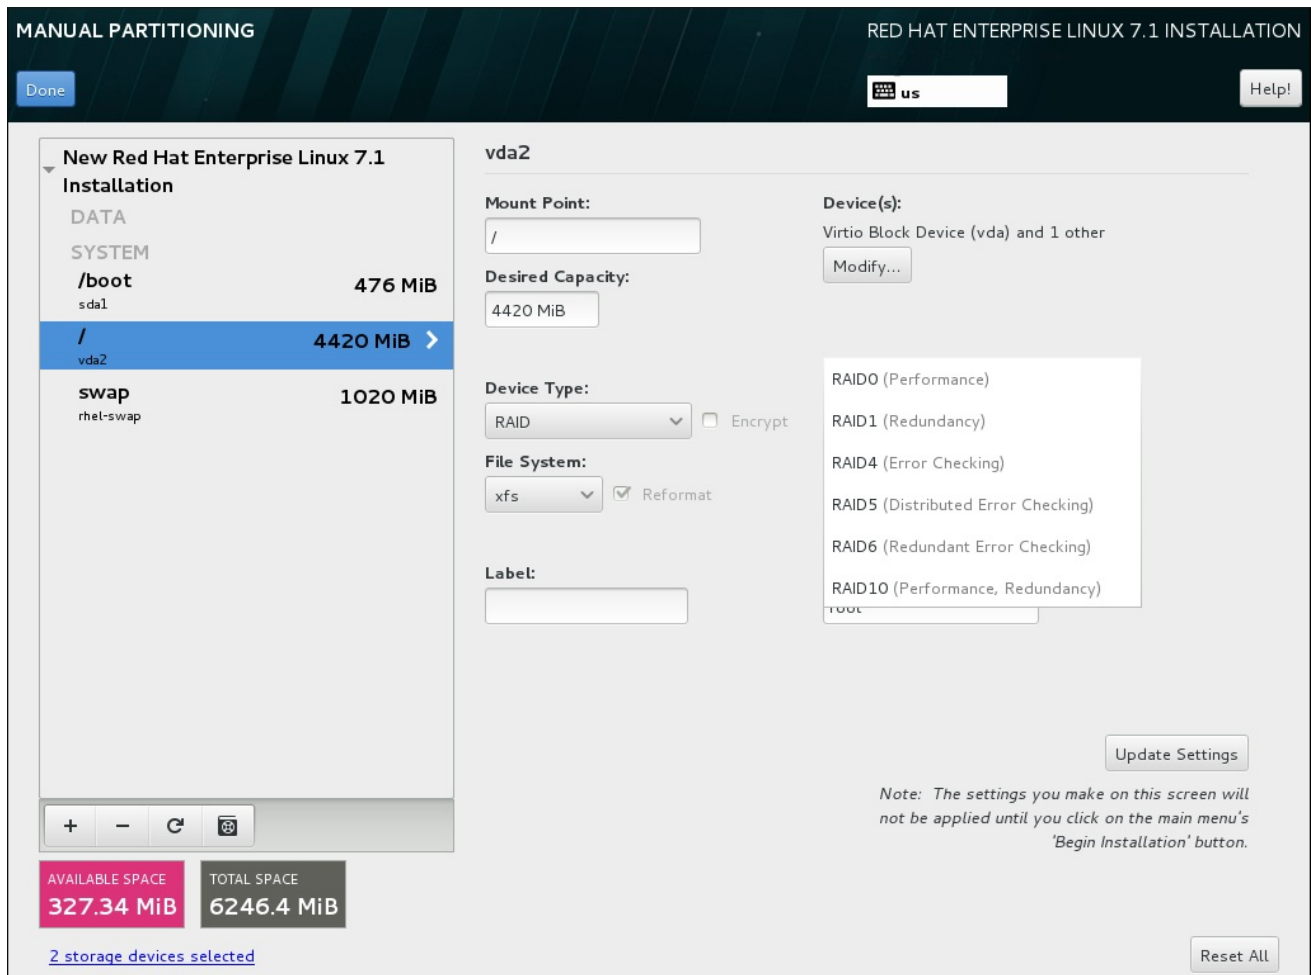 MANUAL PARTITIONING
RED HAT ENTERPRISE LINUX 7.1 INSTALLATION
Done
us
Help!
New Red Hat Enterprise Linux 7.1
Installation
DATA
SYSTEM
/boot
476 MiB
sda1
/
4420 MiB
vda2
swap
1020 MiB
rhel-swap
vda2
Mount Point:
/
Desired Capacity:
4420 MiB
Device(s):
Virtio Block Device (vda) and 1 other
Modify...
Device Type:
RAID
Encrypt
File System:
xfs
Reformat
Label:
RAID0 (Performance)
RAID1 (Redundancy)
RAID4 (Error Checking)
RAID5 (Distributed Error Checking)
RAID6 (Redundant Error Checking)
RAID10 (Performance, Redundancy)
root
Update Settings
Note: The settings you make on this screen will
not be applied until you click on the main menu's
'Begin Installation' button.
+ −
AVAILABLE SPACE
327.34 MiB
TOTAL SPACE
6246.4 MiB
2 storage devices selected
Reset All